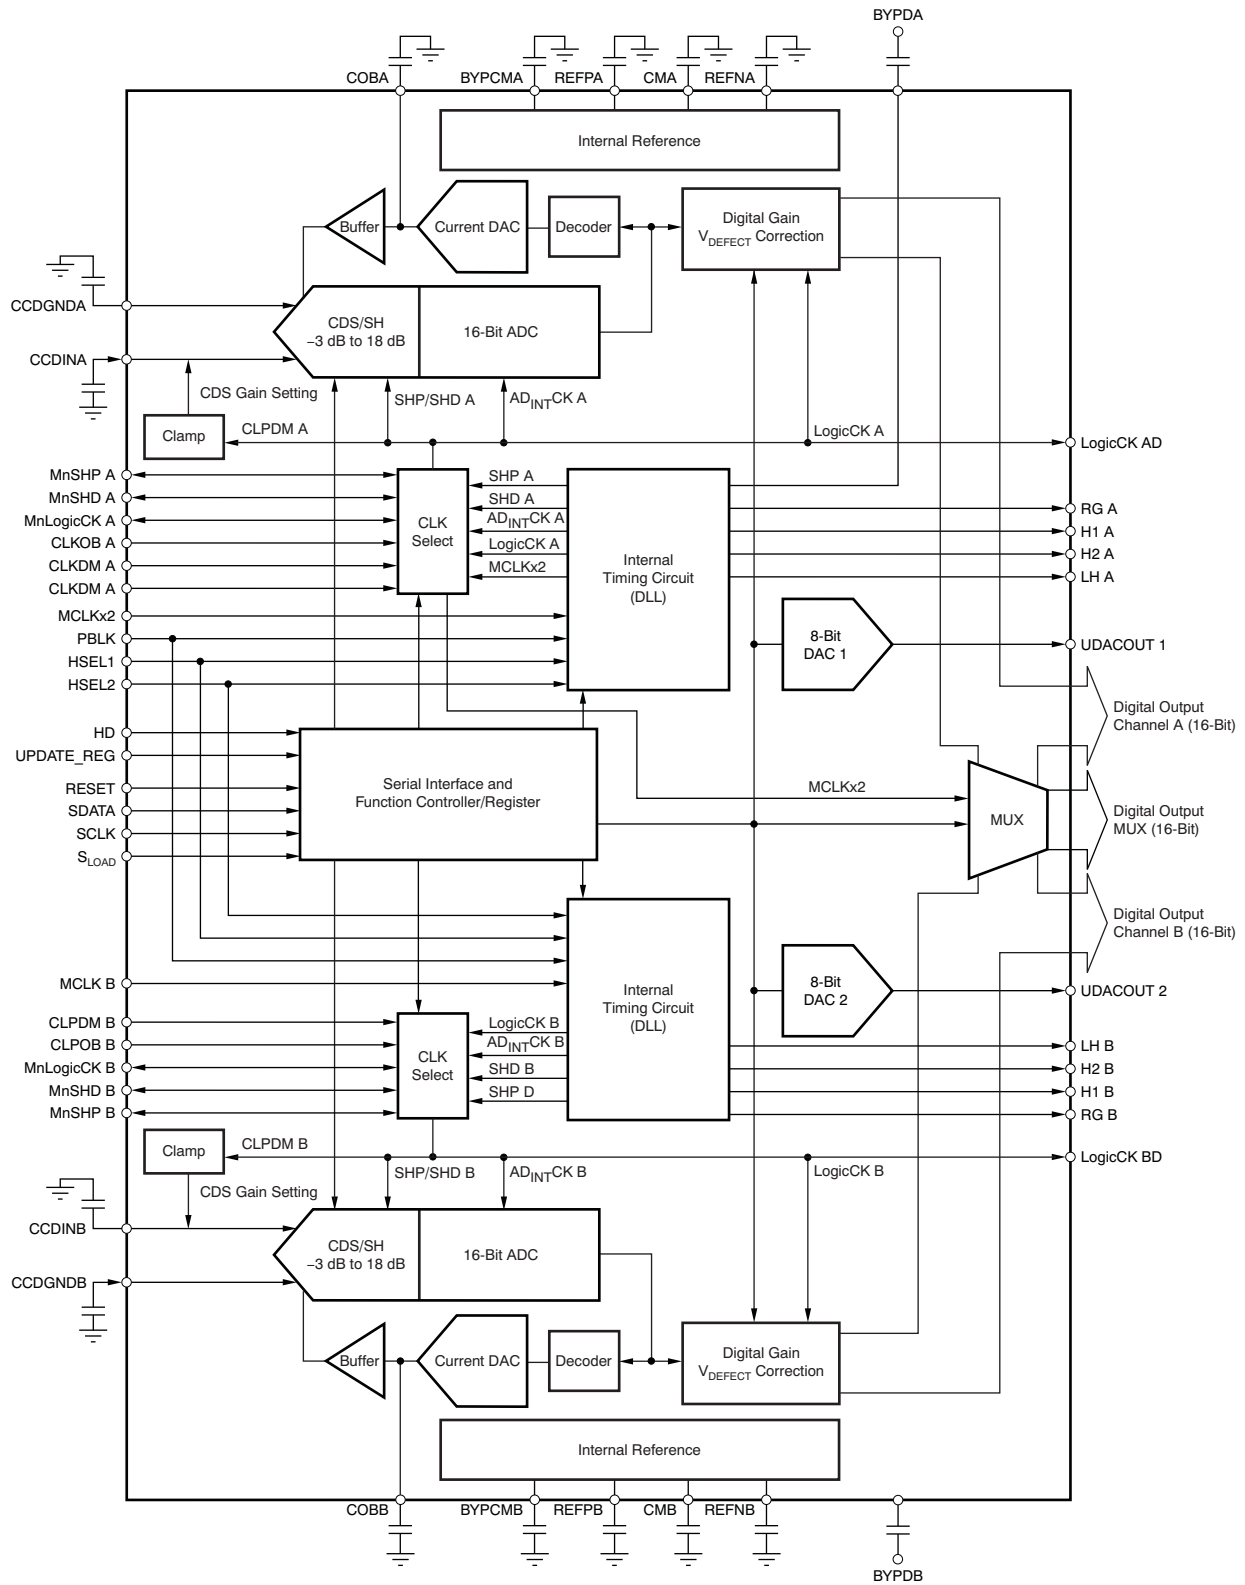 BYPDA
COBA
BYPCMA
REFPA
CMA
REFNA
Internal Reference
Buffer
Current DAC
Decoder
Digital Gain
VDEFECT Correction
CCDGNDA
CDS/SH
–3 dB to 18 dB
16-Bit ADC
CCDINA
CDS Gain Setting
SHP/SHD A
ADINTCK A
Clamp
CLPDM A
LogicCK A
LogicCK AD
MnSHP A
MnSHD A
MnLogicCK A
CLKOB A
CLKDM A
CLKDM A
CLK
Select
SHP A
SHD A
ADINTCK A
LogicCK A
MCLKx2
Internal
Timing Circuit
(DLL)
RG A
H1 A
H2 A
LH A
MCLKx2
PBLK
HSEL1
HSEL2
8-Bit
DAC 1
UDACOUT 1
Digital Output
Channel A (16-Bit)
HD
UPDATE_REG
RESET
SDATA
SCLK
SLOAD
Serial Interface and
Function Controller/Register
MCLKx2
MUX
Digital Output
MUX (16-Bit)
Digital Output
Channel B (16-Bit)
MCLK B
Internal
Timing Circuit
(DLL)
8-Bit
DAC 2
UDACOUT 2
CLPDM B
CLPOB B
MnLogicCK B
MnSHD B
MnSHP B
CLK
Select
LogicCK B
ADINTCK B
SHD B
SHP D
LH B
H2 B
H1 B
RG B
Clamp
CLPDM B
SHP/SHD B
ADINTCK B
LogicCK B
LogicCK BD
CDS Gain Setting
CCDINB
CDS/SH
–3 dB to 18 dB
16-Bit ADC
CCDGNDB
Buffer
Current DAC
Decoder
Digital Gain
VDEFECT Correction
Internal Reference
COBB
BYPCMB
REFPB
CMB
REFNB
BYPDB